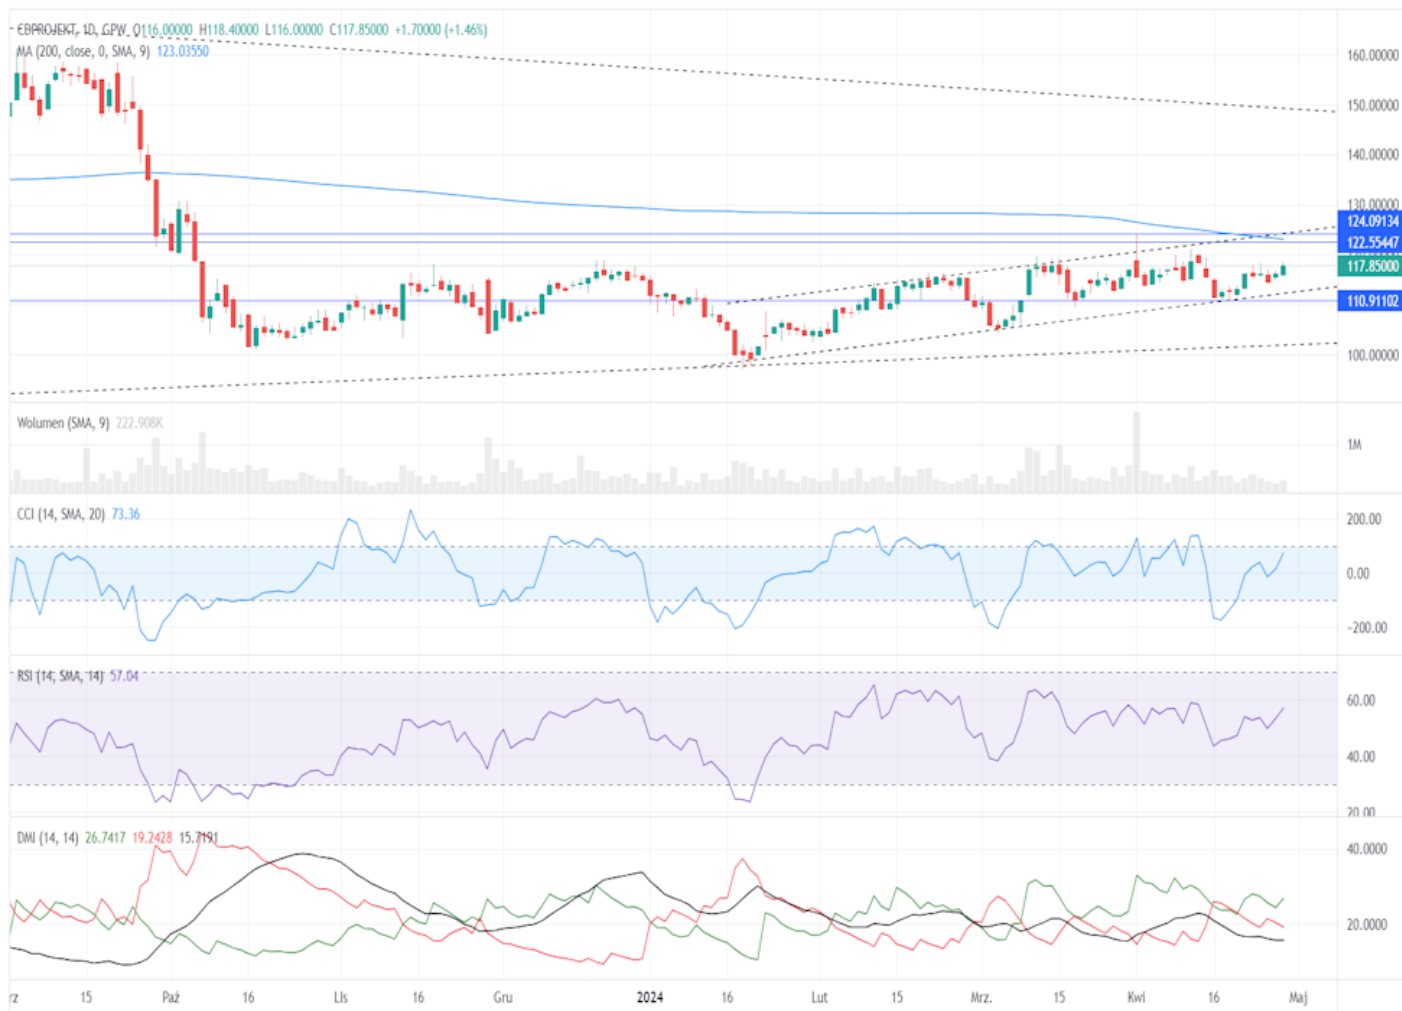 CDPROJEKT, 1D, GPW O116.00000 H118.40000 L116.00000 C117.85000 +1.70000 (+1.46%)
MA (200, close, 0, SMA, 9) 123.0350
160.00000
150.00000
140.00000
130.00000
124.09134
122.55447
117.85000
110.91102
100.00000
Wolumen (SMA, 9) 222.908K
1M
CCI (14, SMA, 20) 73.36
200.00
0.00
-200.00
RSI (14, SMA, 14) 57.04
60.00
40.00
20.00
DMI (14, 14) 26.7417 19.2428 15.7191
40.0000
20.0000
rz 15 Paź 16 Lis 16 Gru 2024 16 Lut 15 Mrz. 15 Kwi 16 Maj